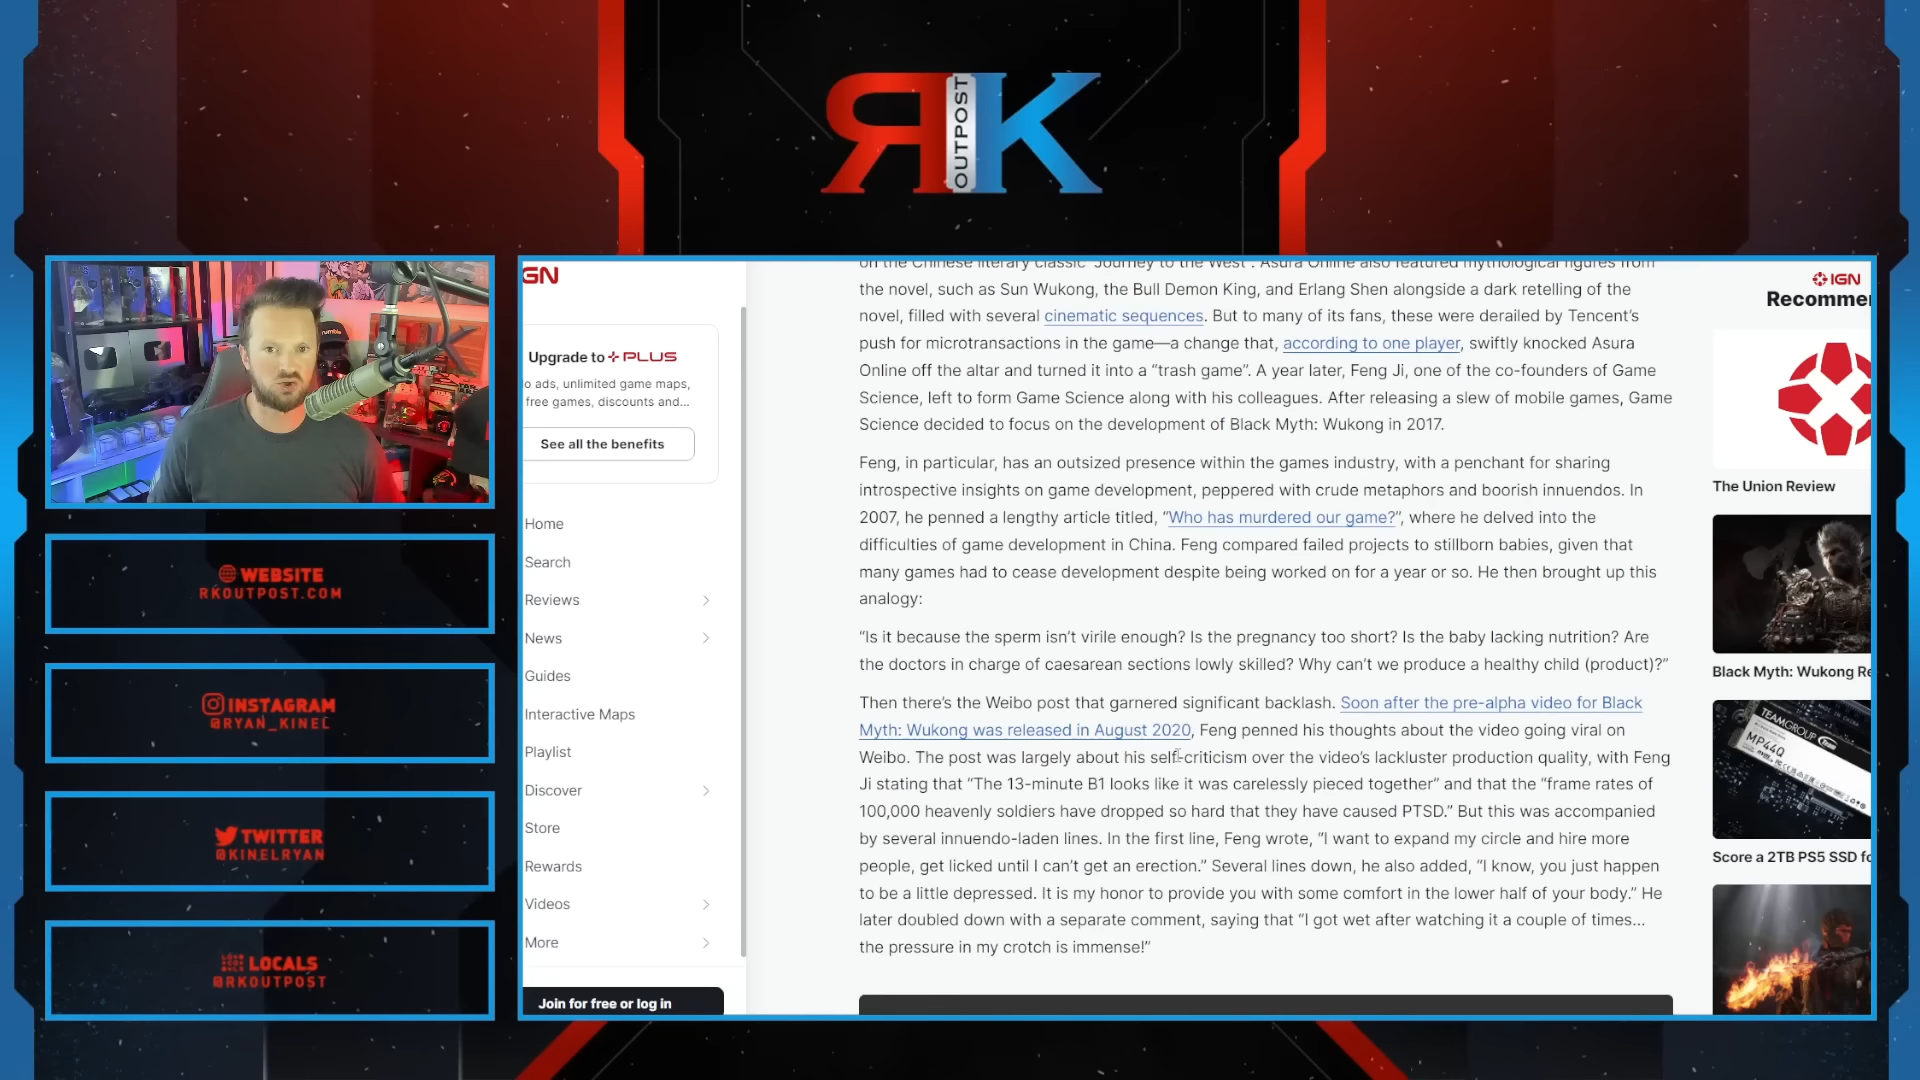 RK
OUTPOST
WEBSITE
RKOUTPOST.COM
INSTAGRAM
@RYAN_KINEL
TWITTER
@KINELRYAN
LOCALS
@RKOUTPOST
GN
Upgrade to PLUS
o ads, unlimited game maps,
free games, discounts and...
See all the benefits
Home
Search
Reviews
News
Guides
Interactive Maps
Playlist
Discover
Store
Rewards
Videos
More
Join for free or log in
on the Chinese literary classic "Journey to the West". Asura Online also featured mythological figures from
the novel, such as Sun Wukong, the Bull Demon King, and Erlang Shen alongside a dark retelling of the
novel, filled with several cinematic sequences. But to many of its fans, these were derailed by Tencent's
push for microtransactions in the game—a change that, according to one player, swiftly knocked Asura
Online off the altar and turned it into a “trash game”. A year later, Feng Ji, one of the co-founders of Game
Science, left to form Game Science along with his colleagues. After releasing a slew of mobile games, Game
Science decided to focus on the development of Black Myth: Wukong in 2017.
Feng, in particular, has an outsized presence within the games industry, with a penchant for sharing
introspective insights on game development, peppered with crude metaphors and boorish innuendos. In
2007, he penned a lengthy article titled, “Who has murdered our game?”, where he delved into the
difficulties of game development in China. Feng compared failed projects to stillborn babies, given that
many games had to cease development despite being worked on for a year or so. He then brought up this
analogy:
“Is it because the sperm isn’t virile enough? Is the pregnancy too short? Is the baby lacking nutrition? Are
the doctors in charge of caesarean sections lowly skilled? Why can’t we produce a healthy child (product)?”
Then there’s the Weibo post that garnered significant backlash. Soon after the pre-alpha video for Black
Myth: Wukong was released in August 2020, Feng penned his thoughts about the video going viral on
Weibo. The post was largely about his self-criticism over the video’s lackluster production quality, with Feng
Ji stating that “The 13-minute B1 looks like it was carelessly pieced together” and that the “frame rates of
100,000 heavenly soldiers have dropped so hard that they have caused PTSD.” But this was accompanied
by several innuendo-laden lines. In the first line, Feng wrote, “I want to expand my circle and hire more
people, get licked until I can’t get an erection.” Several lines down, he also added, “I know, you just happen
to be a little depressed. It is my honor to provide you with some comfort in the lower half of your body.” He
later doubled down with a separate comment, saying that “I got wet after watching it a couple of times...
the pressure in my crotch is immense!”
IGN
Recommen
The Union Review
Black Myth: Wukong Re
TEAMGROUP
MP44Q
Score a 2TB PS5 SSD fo